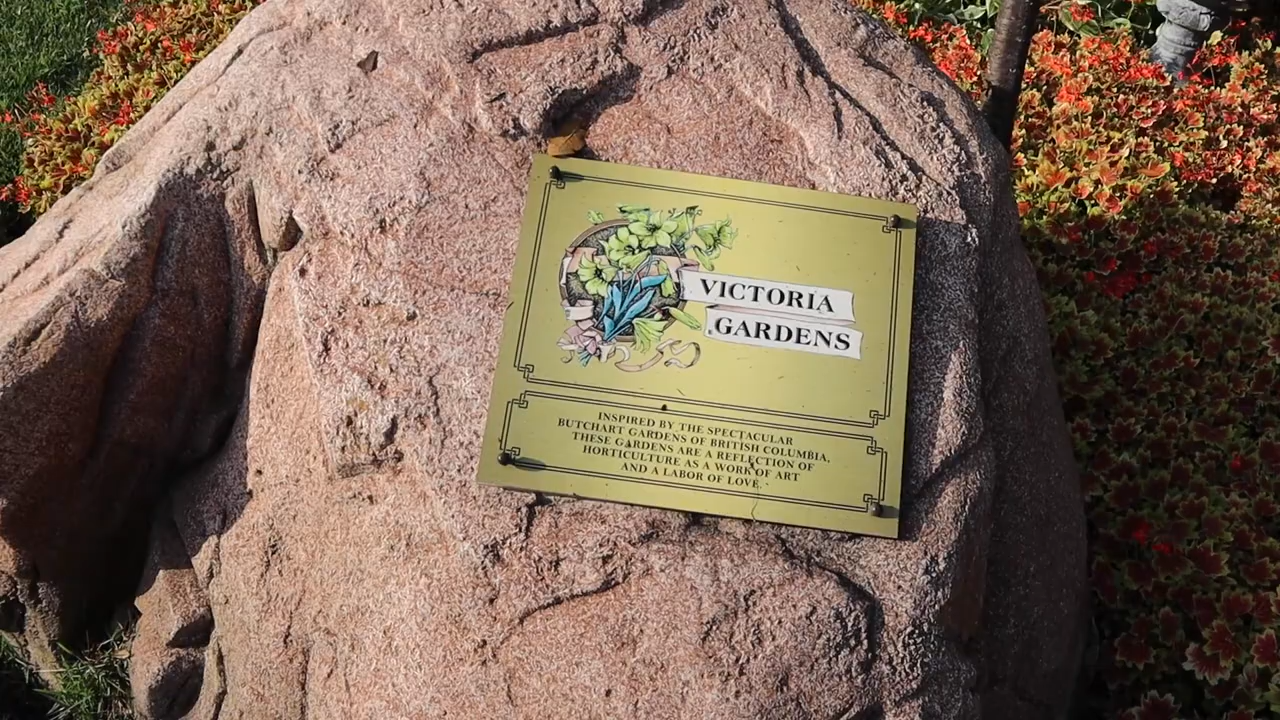 VICTORIA
GARDENS
INSPIRED BY THE SPECTACULAR
BUTCHART GARDENS OF BRITISH COLUMBIA,
THESE GARDENS ARE A REFLECTION OF
HORTICULTURE AS A WORK OF ART
AND A LABOR OF LOVE.